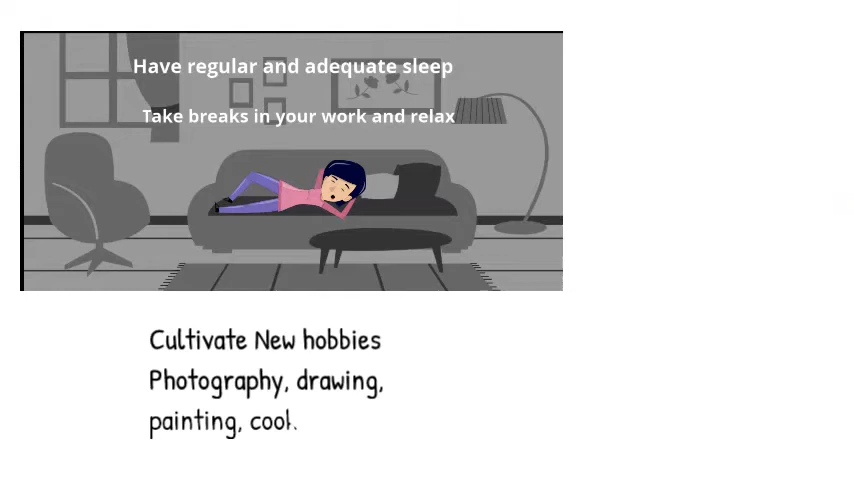 Have regular and adequate sleep
Take breaks in your work and relax
Cultivate New hobbies
Photography, drawing,
painting,